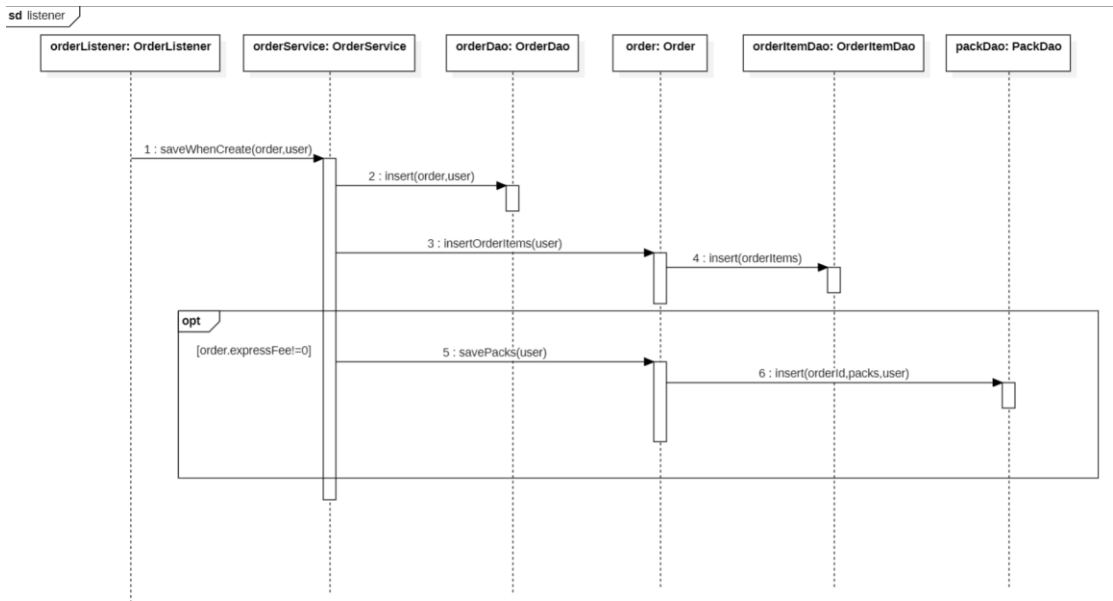 sd listener
orderListener: OrderListener
orderService: OrderService
orderDao: OrderDao
order: Order
orderItemDao: OrderItemDao
packDao: PackDao
1 : saveWhenCreate(order,user)
2 : insert(order,user)
3 : insertOrderItems(user)
4 : insert(orderItems)
opt
[order.expressFee!=0]
5 : savePacks(user)
6 : insert(orderId,packs,user)